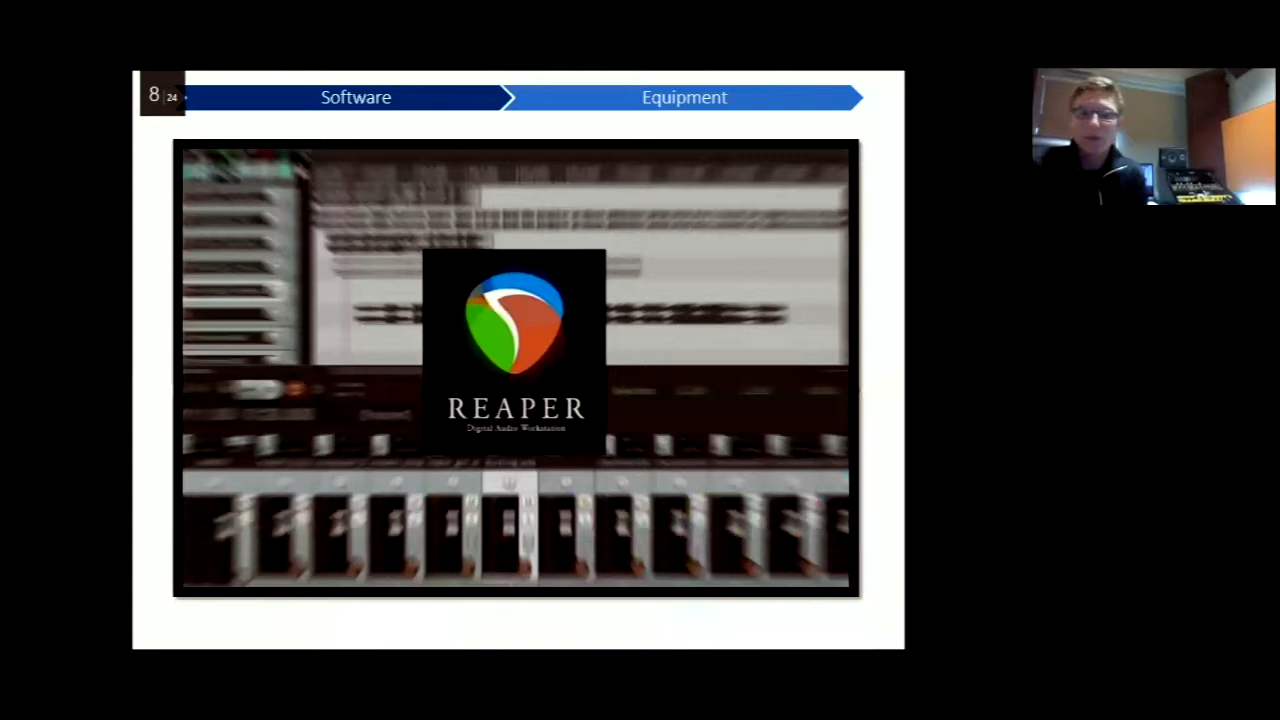 8 | 24
Software
Equipment
REAPER
Digital Audio Workstation